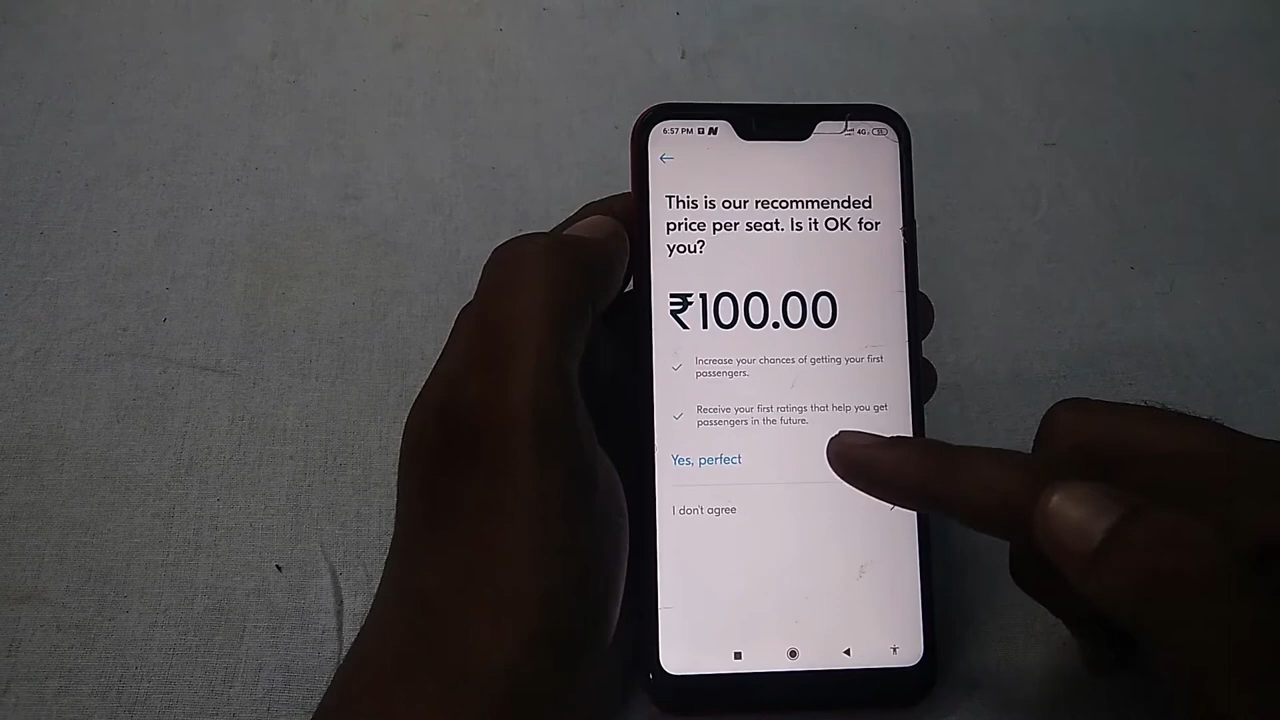 6:57 PM
4G
This is our recommended
price per seat. Is it OK for
you?
₹100.00
Increase your chances of getting your first
passengers.
Receive your first ratings that help you get
passengers in the future.
Yes, perfect
I don't agree